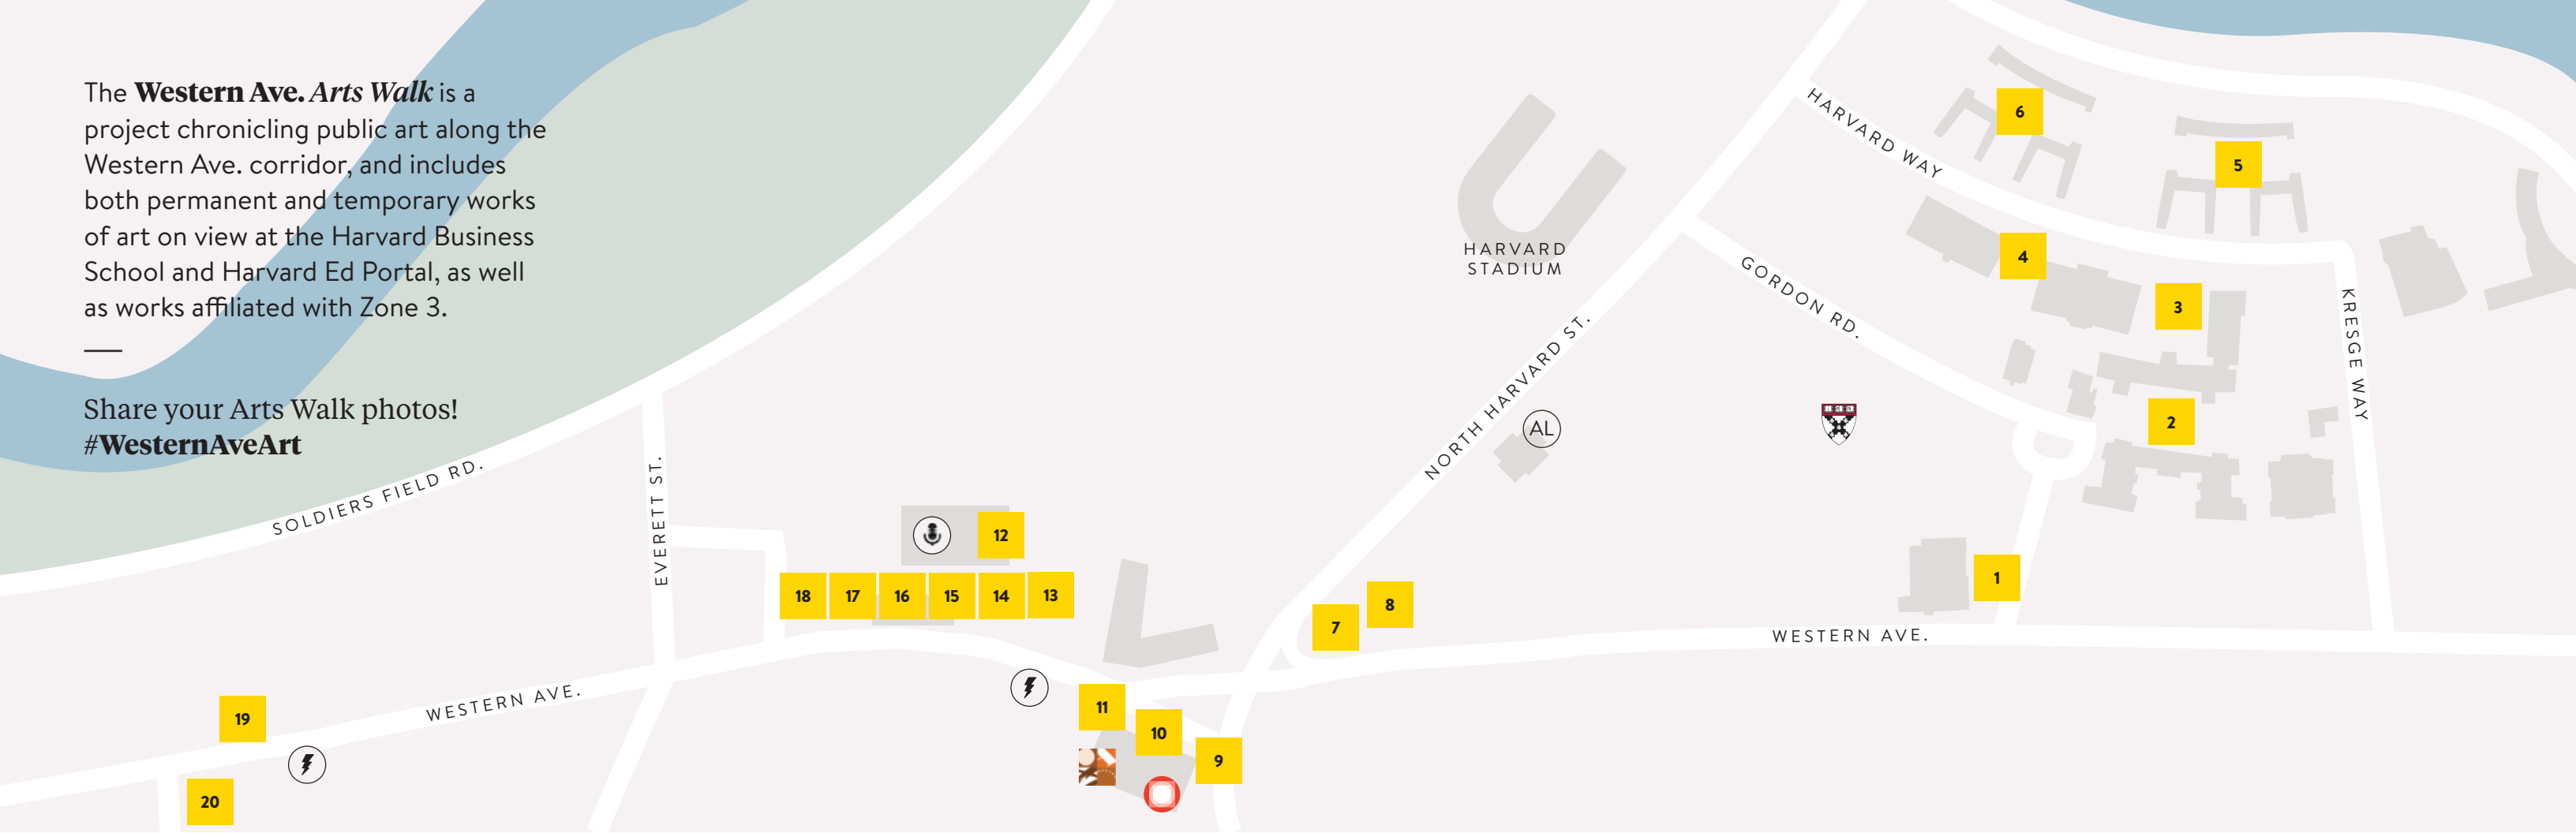 The Western Ave. Arts Walk is a
project chronicling public art along the
Western Ave. corridor, and includes
both permanent and temporary works
of art on view at the Harvard Business
School and Harvard Ed Portal, as well
as works affiliated with Zone 3.
Share your Arts Walk photos!
#WesternAveArt
SOLDIERS FIELD RD.
EVERETT ST.
WESTERN AVE.
19
20
12
18
17
16
15
14
13
11
10
9
HARVARD
STADIUM
NORTH HARVARD ST.
AL
7
8
HARVARD WAY
GORDON RD.
KRESGE WAY
6
5
4
3
2
1
WESTERN AVE.